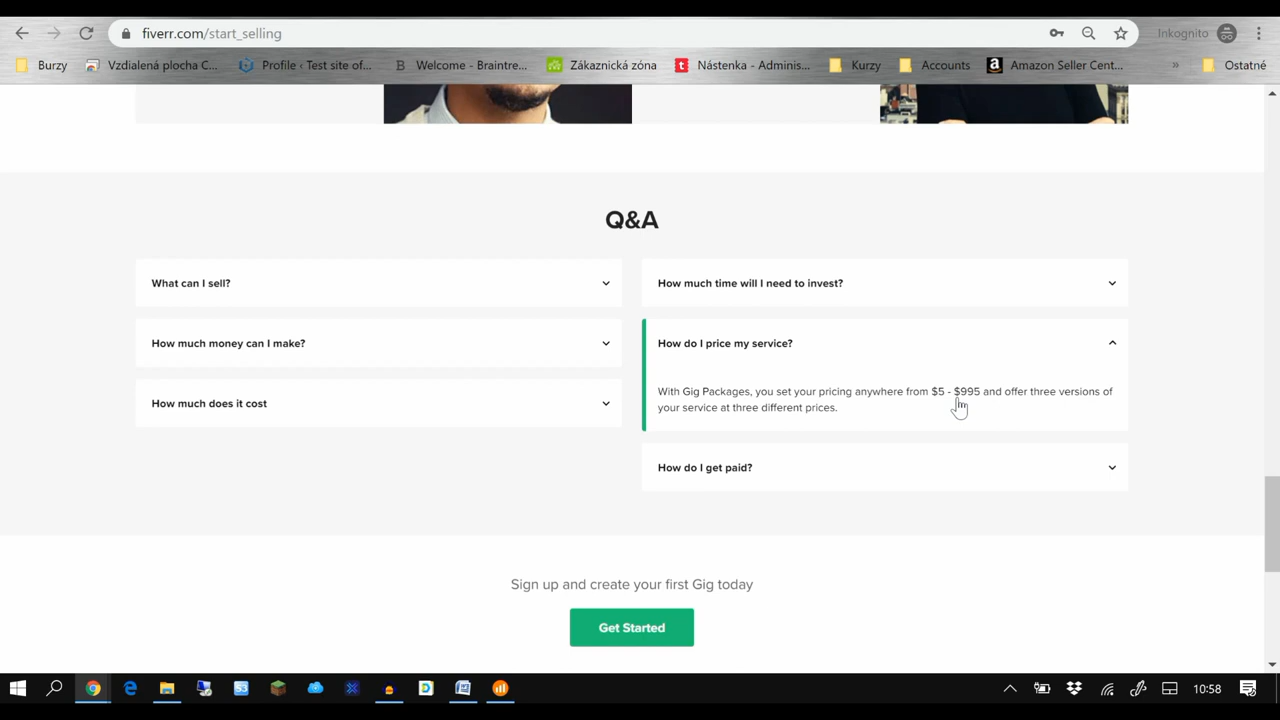 fiverr.com/start_selling
Inkognito
Burzy
Vzdialená plocha C...
Profile ‹ Test site of...
B
Welcome - Braintre...
Zákaznická zóna
t
Nástenka - Adminis...
Kurzy
Accounts
a
Amazon Seller Cent...
»
Ostatné
Q&A
What can I sell?
How much money can I make?
How much does it cost
How much time will I need to invest?
How do I price my service?
With Gig Packages, you set your pricing anywhere from $5 - $995 and offer three versions of
your service at three different prices.
How do I get paid?
Sign up and create your first Gig today
Get Started
10:58